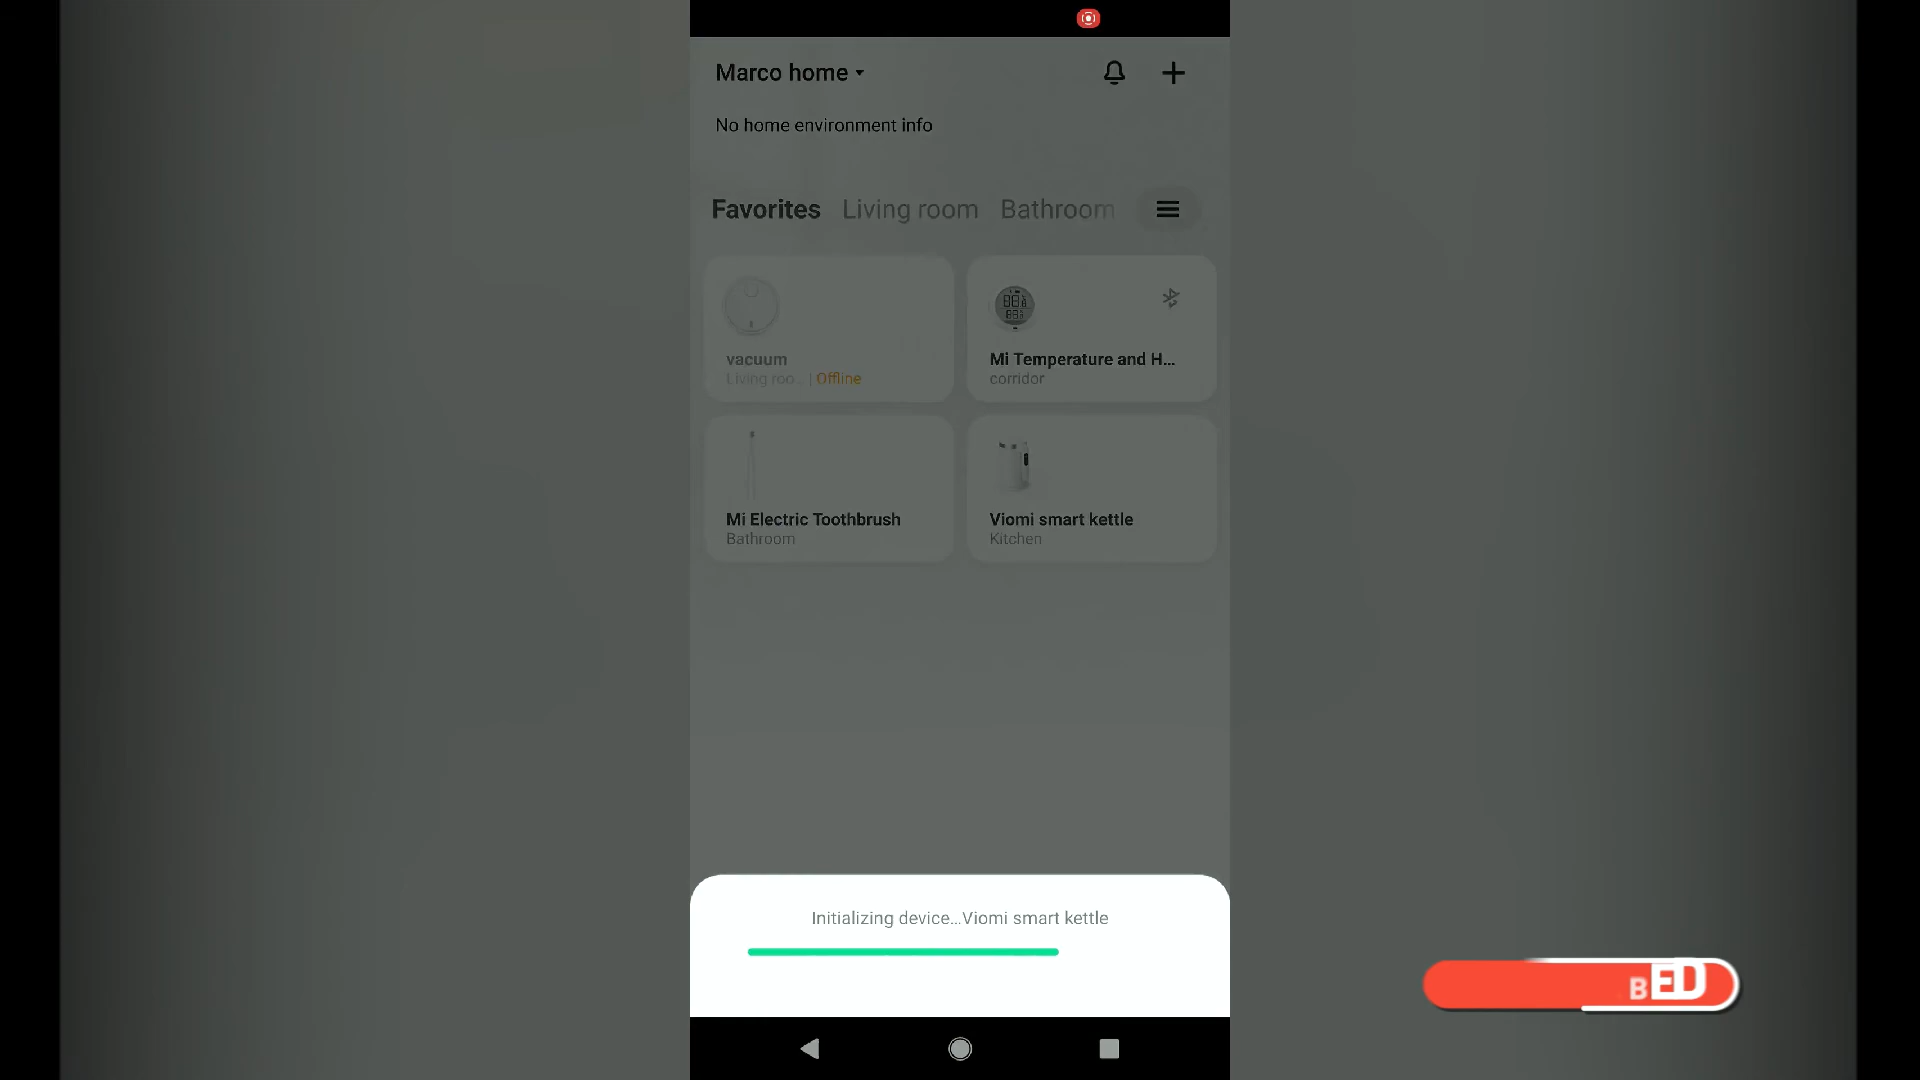 Marco home
No home environment info
Favorites Living room Bathroom
vacuum
Living roo... | Offline
Mi Temperature and H...
corridor
Mi Electric Toothbrush
Bathroom
Viomi smart kettle
Kitchen
Initializing device...Viomi smart kettle
BED